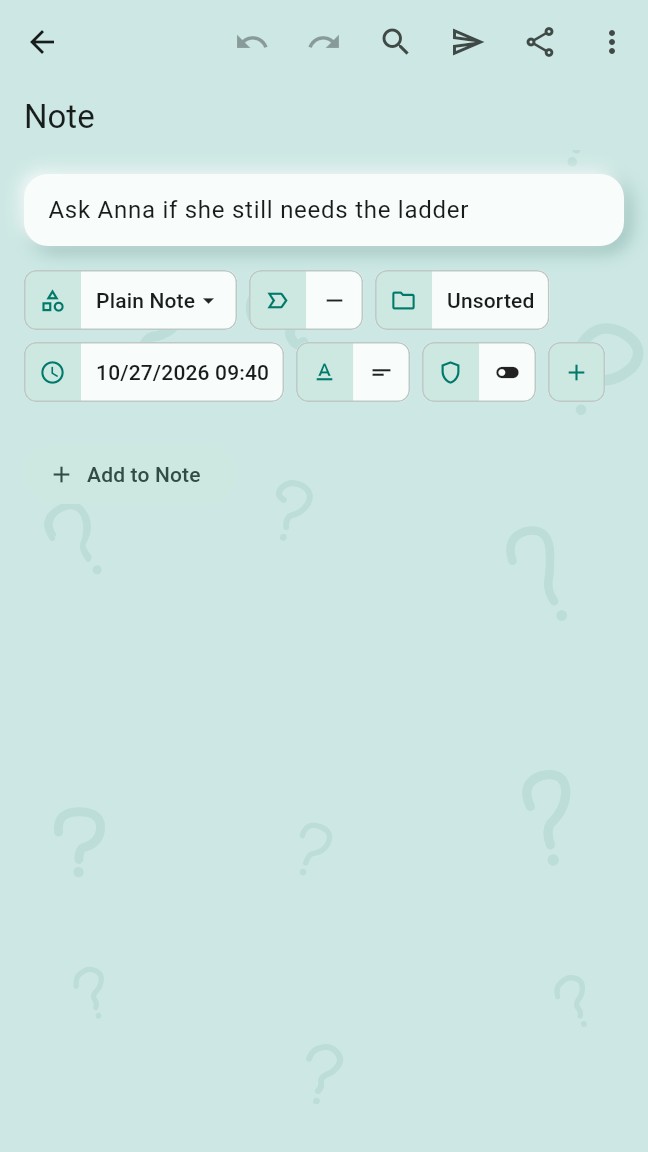 Note
Ask Anna if she still needs the ladder
Plain Note
Unsorted
10/27/2026 09:40
Add to Note